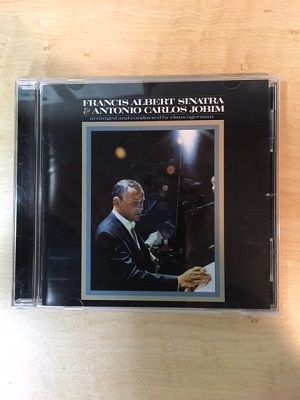 FRANCIS ALBERT SINATRA
& ANTONIO CARLOS JOBIM
arranged and conducted by claus ogerman